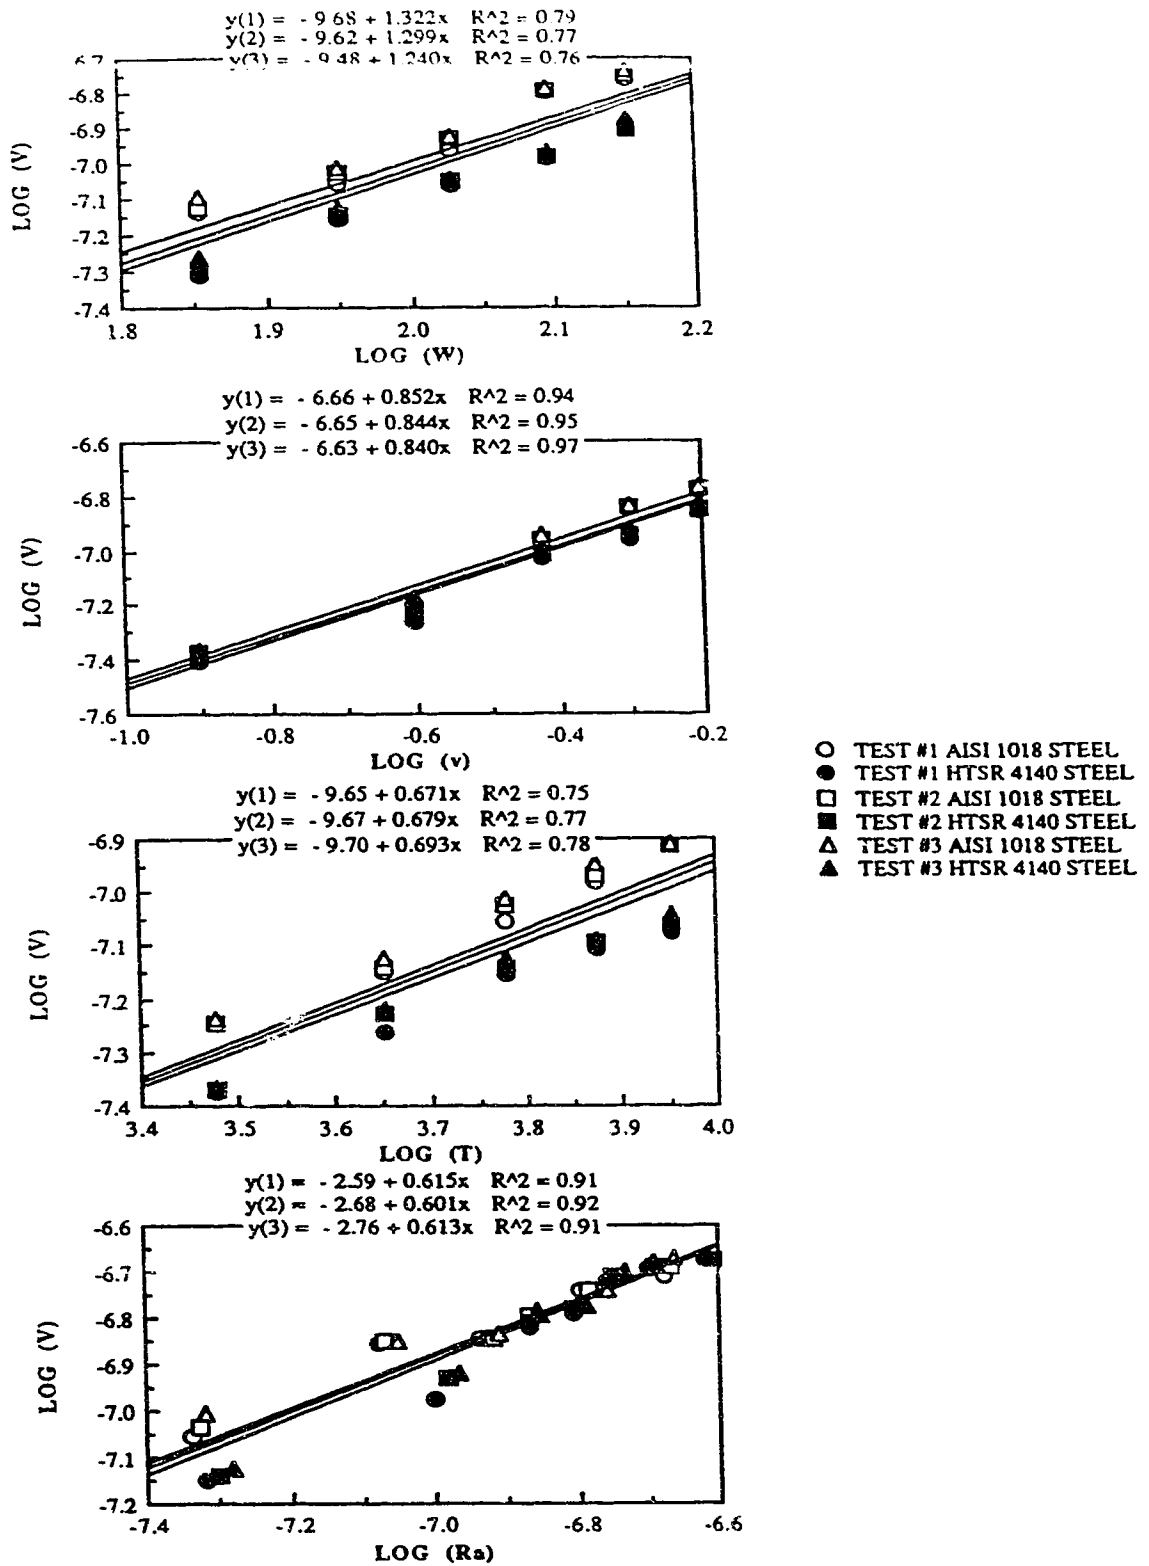 y(1) = - 9.68 + 1.322x R^2 = 0.79
y(2) = - 9.62 + 1.299x R^2 = 0.77
y(3) = - 9.48 + 1.240x R^2 = 0.76
6.7
-6.8
-6.9
-7.0
-7.1
-7.2
-7.3
-7.4
LOG (V)
1.8 1.9 2.0 2.1 2.2
LOG (W)
y(1) = - 6.66 + 0.852x R^2 = 0.94
y(2) = - 6.65 + 0.844x R^2 = 0.95
y(3) = - 6.63 + 0.840x R^2 = 0.97
-6.6
-6.8
-7.0
-7.2
-7.4
-7.6
LOG (V)
-1.0 -0.8 -0.6 -0.4 -0.2
LOG (v)
y(1) = - 9.65 + 0.671x R^2 = 0.75
y(2) = - 9.67 + 0.679x R^2 = 0.77
y(3) = - 9.70 + 0.693x R^2 = 0.78
-6.9
-7.0
-7.1
-7.2
-7.3
-7.4
LOG (V)
3.4 3.5 3.6 3.7 3.8 3.9 4.0
LOG (T)
TEST #1 AISI 1018 STEEL
TEST #1 HTSR 4140 STEEL
TEST #2 AISI 1018 STEEL
TEST #2 HTSR 4140 STEEL
TEST #3 AISI 1018 STEEL
TEST #3 HTSR 4140 STEEL
y(1) = - 2.59 + 0.615x R^2 = 0.91
y(2) = - 2.68 + 0.601x R^2 = 0.92
y(3) = - 2.76 + 0.613x R^2 = 0.91
-6.6
-6.7
-6.8
-6.9
-7.0
-7.1
-7.2
LOG (V)
-7.4 -7.2 -7.0 -6.8 -6.6
LOG (Ra)